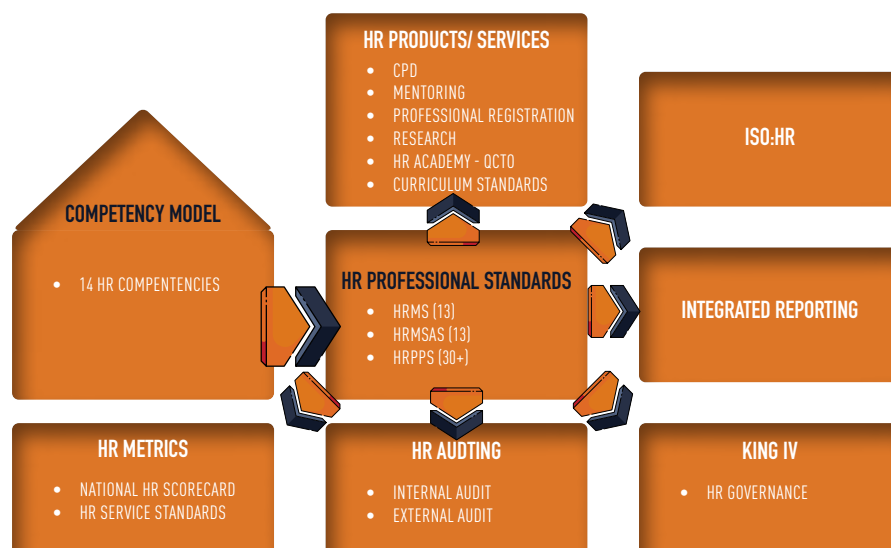 HR PRODUCTS/ SERVICES
• CPD
• MENTORING
• PROFESSIONAL REGISTRATION
• RESEARCH
• HR ACADEMY - QCTO
• CURRICULUM STANDARDS
ISO:HR
COMPETENCY MODEL
• 14 HR COMPENTENCIES
HR PROFESSIONAL STANDARDS
• HRMS (13)
• HRMSAS (13)
• HRPPS (30+)
INTEGRATED REPORTING
HR METRICS
• NATIONAL HR SCORECARD
• HR SERVICE STANDARDS
HR AUDTING
• INTERNAL AUDIT
• EXTERNAL AUDIT
KING IV
• HR GOVERNANCE